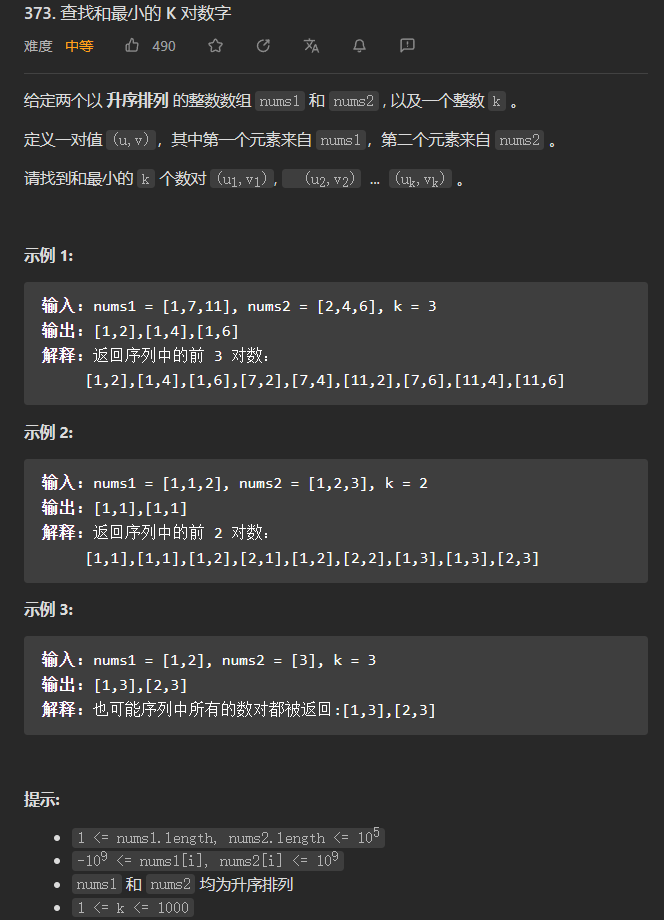 373. 查找和最小的 K 对数字
难度 中等 490
给定两个以 升序排列 的整数数组 nums1 和 nums2 , 以及一个整数 k 。
定义一对值 (u,v)，其中第一个元素来自 nums1，第二个元素来自 nums2 。
请找到和最小的 k 个数对 (u1,v1), (u2,v2) ... (uk,vk) 。
示例 1:
输入: nums1 = [1,7,11], nums2 = [2,4,6], k = 3
输出: [1,2],[1,4],[1,6]
解释: 返回序列中的前 3 对数：
[1,2],[1,4],[1,6],[7,2],[7,4],[11,2],[7,6],[11,4],[11,6]
示例 2:
输入: nums1 = [1,1,2], nums2 = [1,2,3], k = 2
输出: [1,1],[1,1]
解释: 返回序列中的前 2 对数：
[1,1],[1,1],[1,2],[2,1],[1,2],[2,2],[1,3],[1,3],[2,3]
示例 3:
输入: nums1 = [1,2], nums2 = [3], k = 3
输出: [1,3],[2,3]
解释: 也可能序列中所有的数对都被返回:[1,3],[2,3]
提示:
1 <= nums1.length, nums2.length <= 10⁵
-10⁹ <= nums1[i], nums2[i] <= 10⁹
nums1 和 nums2 均为升序排列
1 <= k <= 1000